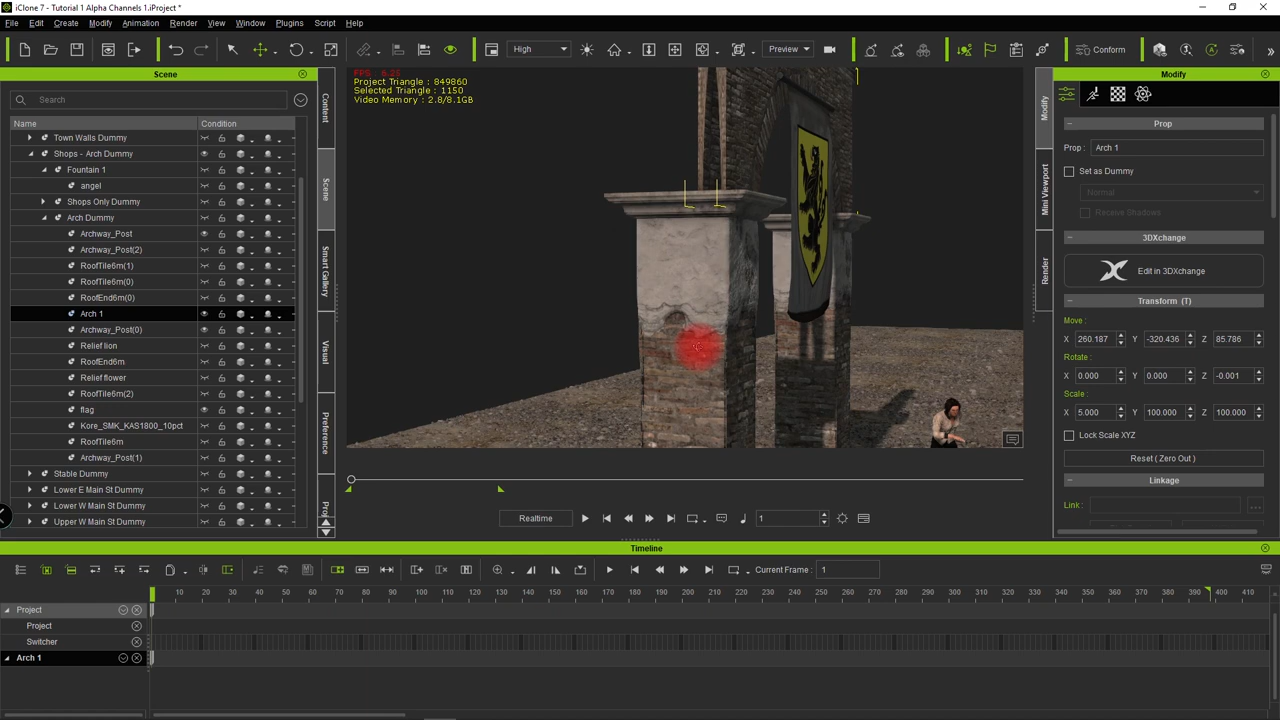 iClone 7 - Tutorial 1 Alpha Channels 1.iProject *
File Edit Create Modify Animation Render View Window Plugins Script Help
High Preview Conform
Scene
Search
Name Condition
Town Walls Dummy
Shops - Arch Dummy
Fountain 1
angel
Shops Only Dummy
Arch Dummy
Archway_Post
Archway_Post(2)
RoofTile6m(1)
RoofTile6m(0)
RoofEnd6m(0)
Arch 1
Archway_Post(0)
Relief lion
RoofEnd6m
Relief flower
RoofTile6m(2)
flag
Kore_SMK_KAS1800_10pct
RoofTile6m
Archway_Post(1)
Stable Dummy
Lower E Main St Dummy
Lower W Main St Dummy
Upper W Main St Dummy
Content
Scene
Smart Gallery
Visual
Preference
FPS : 6.25
Project Triangle : 849860
Selected Triangle : 1150
Video Memory : 2.8/8.1GB
Modify
Mini Viewport
Render
Modify
Prop
Prop : Arch 1
Set as Dummy
Normal
Receive Shadows
3DXchange
Edit in 3DXchange
Transform (T)
Move :
X 260.187 Y -320.436 Z 85.786
Rotate :
X 0.000 Y 0.000 Z -0.001
Scale :
X 5.000 Y 100.000 Z 100.000
Lock Scale XYZ
Reset ( Zero Out )
Linkage
Link :
Realtime 1
Timeline
Current Frame : 1
10 20 30 40 50 60 70 80 90 100 110 120 130 140 150 160 170 180 190 200 210 220 230 240 250 260 270 280 290 300 310 320 330 340 350 360 370 380 390 400 410
Project
Project
Switcher
Arch 1